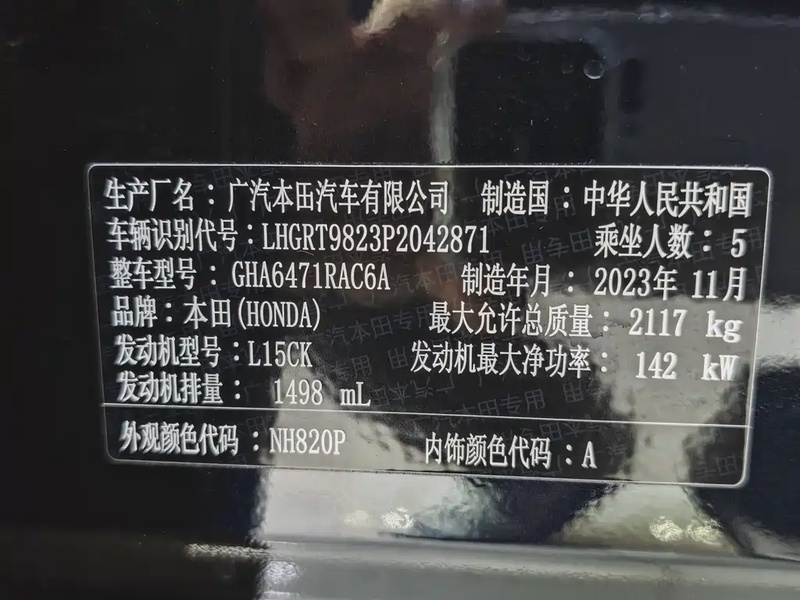 生产厂名：广汽本田汽车有限公司 制造国：中华人民共和国
车辆识别代号：LHGRT9823P2042871 乘坐人数：5
整车型号：GHA6471RAC6A 制造年月：2023年 11月
品牌：本田(HONDA) 最大允许总质量：2117 kg
发动机型号：L15CK 发动机最大净功率：142 kW
发动机排量：1498 mL
外观颜色代码：NH820P 内饰颜色代码：A